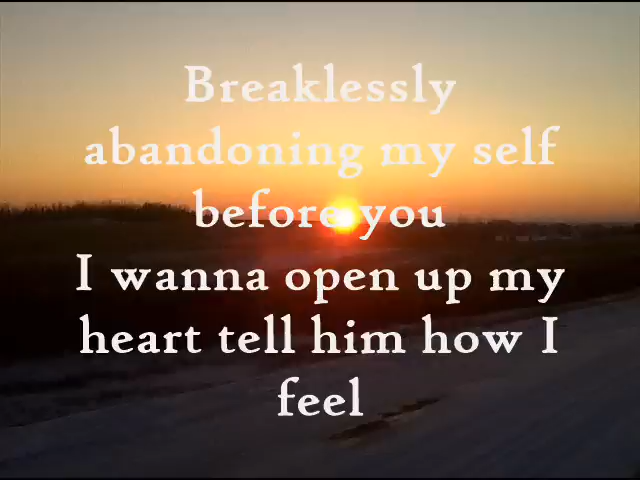 Breaklessly
abandoning my self
before you
I wanna open up my
heart tell him how I
feel